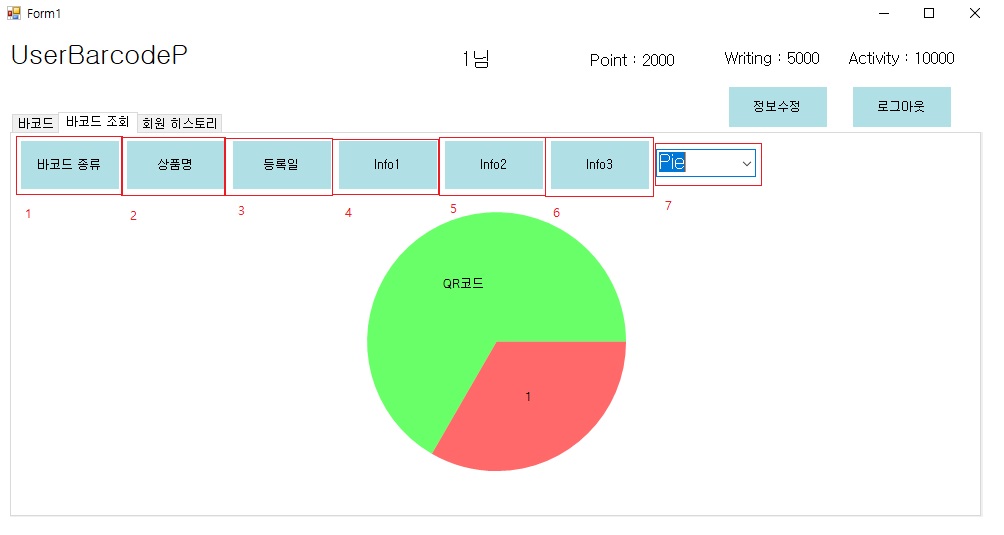 Form1
UserBarcodeP
1님
Point : 2000
Writing : 5000
Activity : 10000
정보수정
로그아웃
바코드
바코드 조회
회원 히스토리
바코드 종류
상품명
등록일
Info1
Info2
Info3
Pie
1
2
3
4
5
6
7
QR코드
1